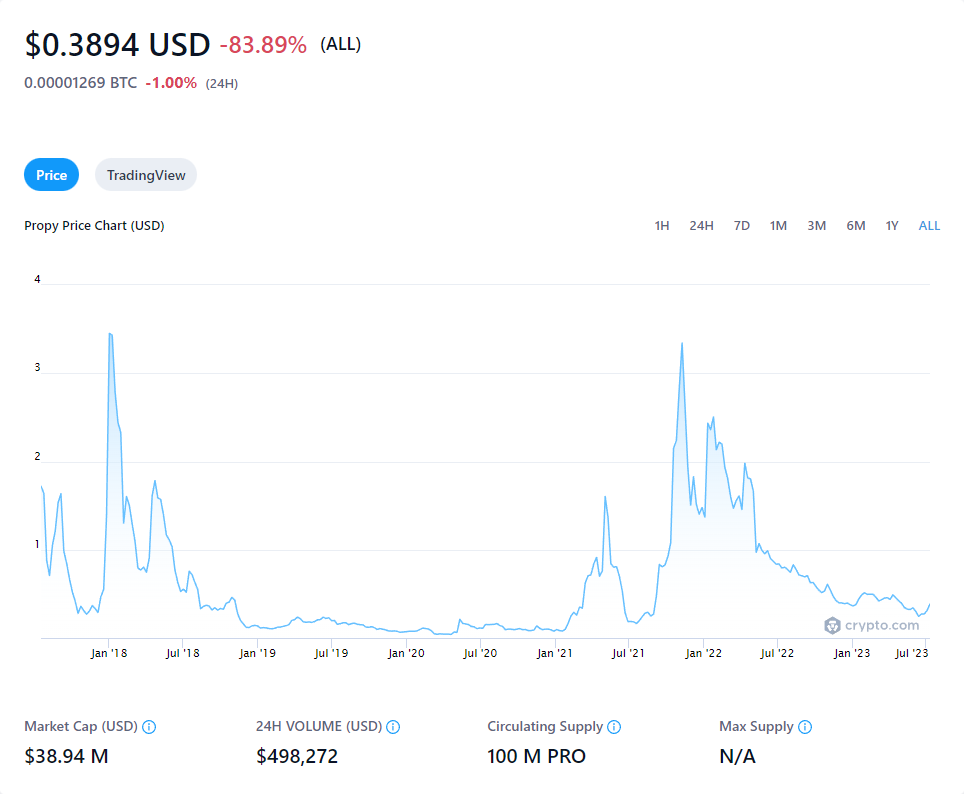 $0.3894 USD -83.89% (ALL)
0.00001269 BTC -1.00% (24H)
Price TradingView
Propy Price Chart (USD) 1H 24H 7D 1M 3M 6M 1Y ALL
4
3
2
1
crypto.com
Jan '18 Jul '18 Jan '19 Jul '19 Jan '20 Jul '20 Jan '21 Jul '21 Jan '22 Jul '22 Jan '23 Jul '23
Market Cap (USD) 24H VOLUME (USD) Circulating Supply Max Supply
$38.94 M $498,272 100 M PRO N/A